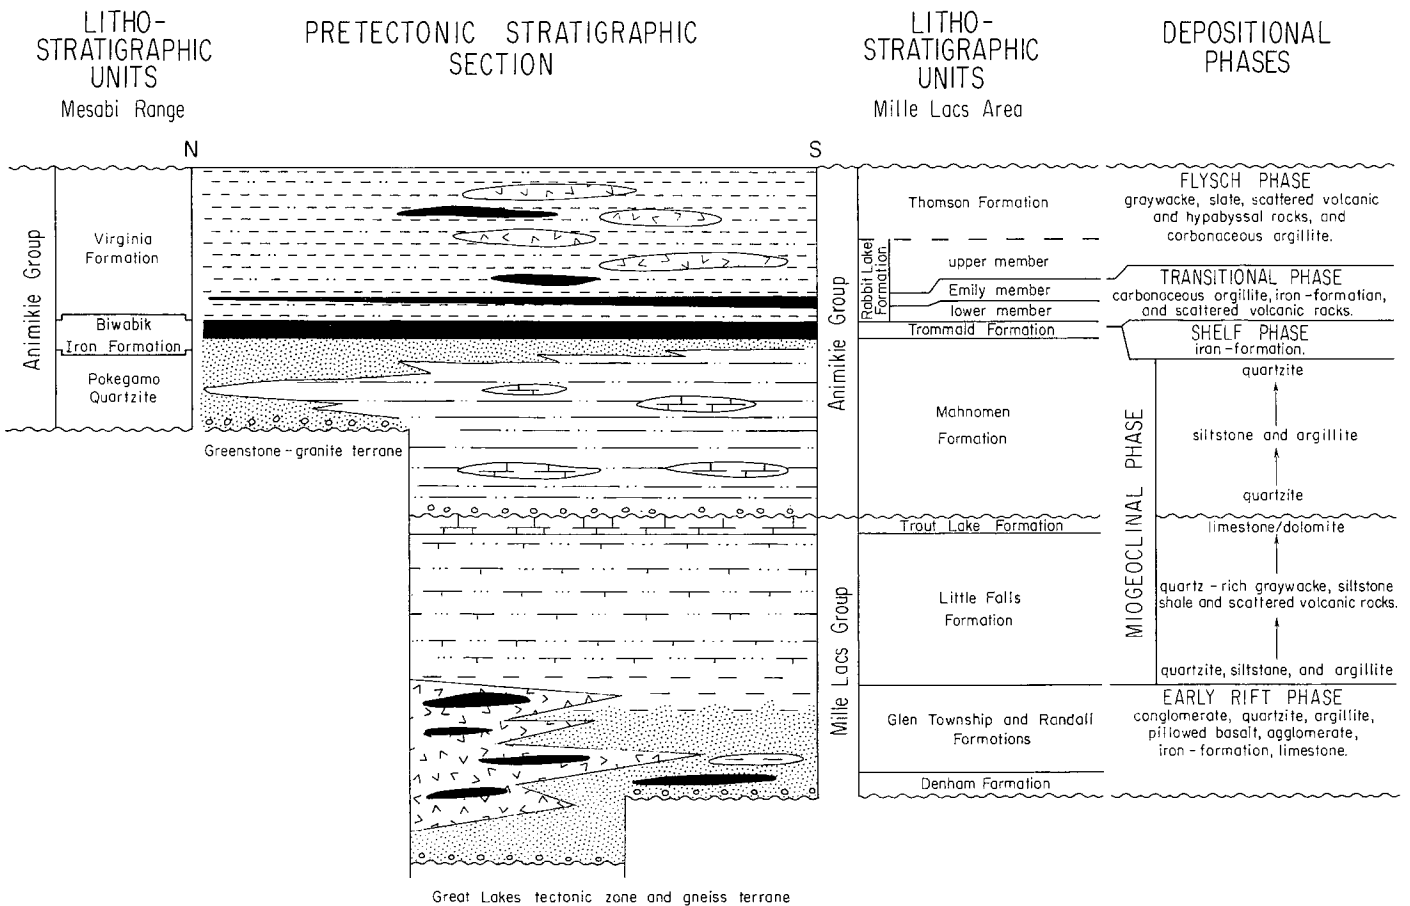 LITHO-
STRATIGRAPHIC
UNITS
Mesabi Range
PRETECTONIC STRATIGRAPHIC
SECTION
LITHO-
STRATIGRAPHIC
UNITS
Mille Lacs Area
DEPOSITIONAL
PHASES
N
S
Animikie Group
Virginia
Formation
Biwabik
Iron Formation
Pokegamo
Quartzite
Greenstone-granite terrane
Great Lakes tectonic zone and gneiss terrane
Animikie Group
Mille Lacs Group
Thomson Formation
Rabbit Lake
Formation
upper member
Emily member
lower member
Trommald Formation
Mahnomen
Formation
Trout Lake Formation
Little Falls
Formation
Glen Township and Randall
Formations
Denham Formation
FLYSCH PHASE
graywacke, slate, scattered volcanic
and hypabyssal rocks, and
carbonaceous argillite.
TRANSITIONAL PHASE
carbonaceous orgillite, iron-formation,
and scattered volcanic rocks.
SHELF PHASE
iron-formation.
MIOGEOCLINAL PHASE
quartzite
siltstone and argillite
quartzite
limestone/dolomite
quartz-rich graywacke, siltstone
shale and scattered volcanic rocks.
quartzite, siltstane, and argillite
EARLY RIFT PHASE
conglomerate, quartzite, argillite,
pillowed basalt, agglomerate,
iron-formation, limestone.